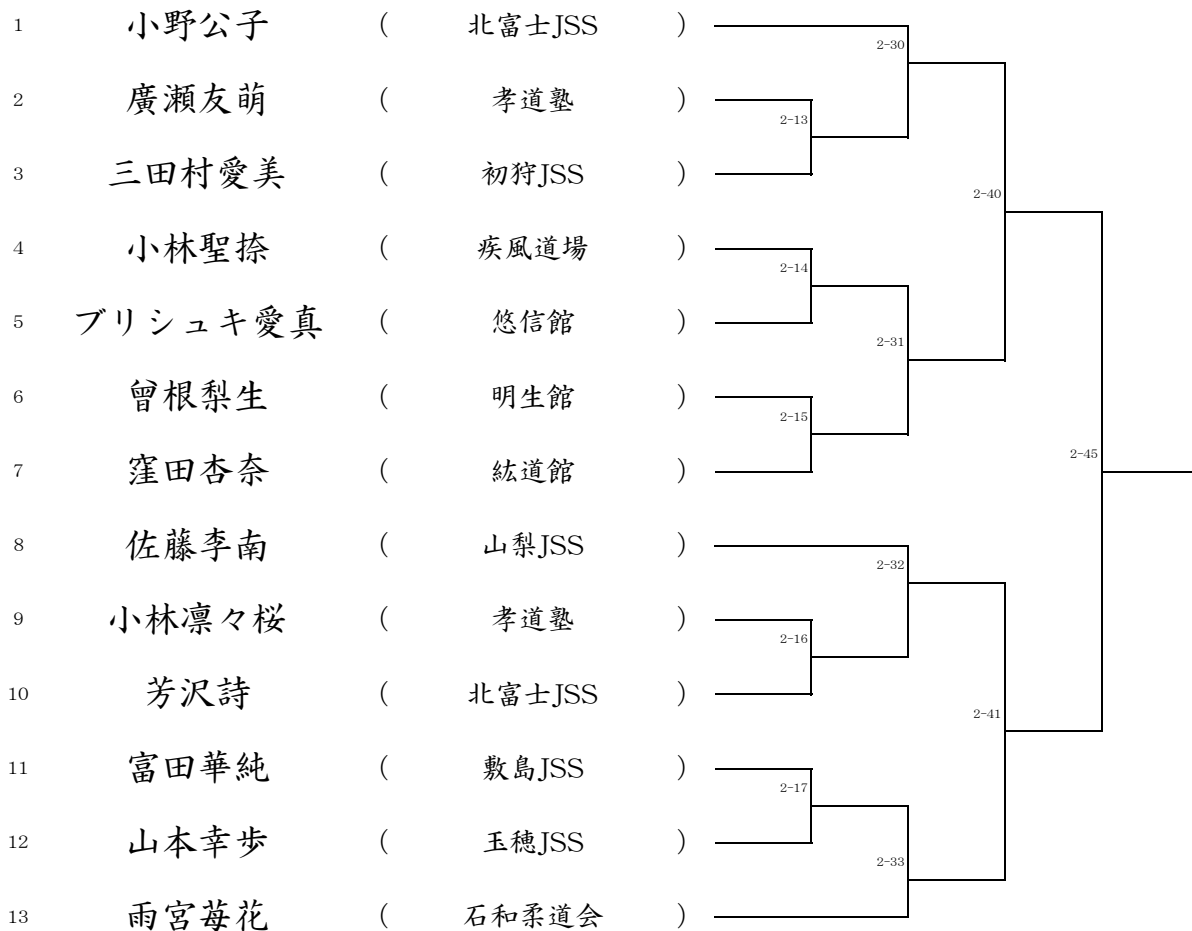 1 小野公子 ( 北富士JSS )
2-30
2 廣瀬友萌 ( 孝道塾 )
2-13
3 三田村愛美 ( 初狩JSS )
2-40
4 小林聖捺 ( 疾風道場 )
2-14
5 ブリシュキ愛真 ( 悠信館 )
2-31
6 曾根梨生 ( 明生館 )
2-15
2-45
7 窪田杏奈 ( 紘道館 )
8 佐藤李南 ( 山梨JSS )
2-32
9 小林凛々桜 ( 孝道塾 )
2-16
10 芳沢詩 ( 北富士JSS )
2-41
11 富田華純 ( 敷島JSS )
2-17
12 山本幸歩 ( 玉穂JSS )
2-33
13 雨宮苺花 ( 石和柔道会 )